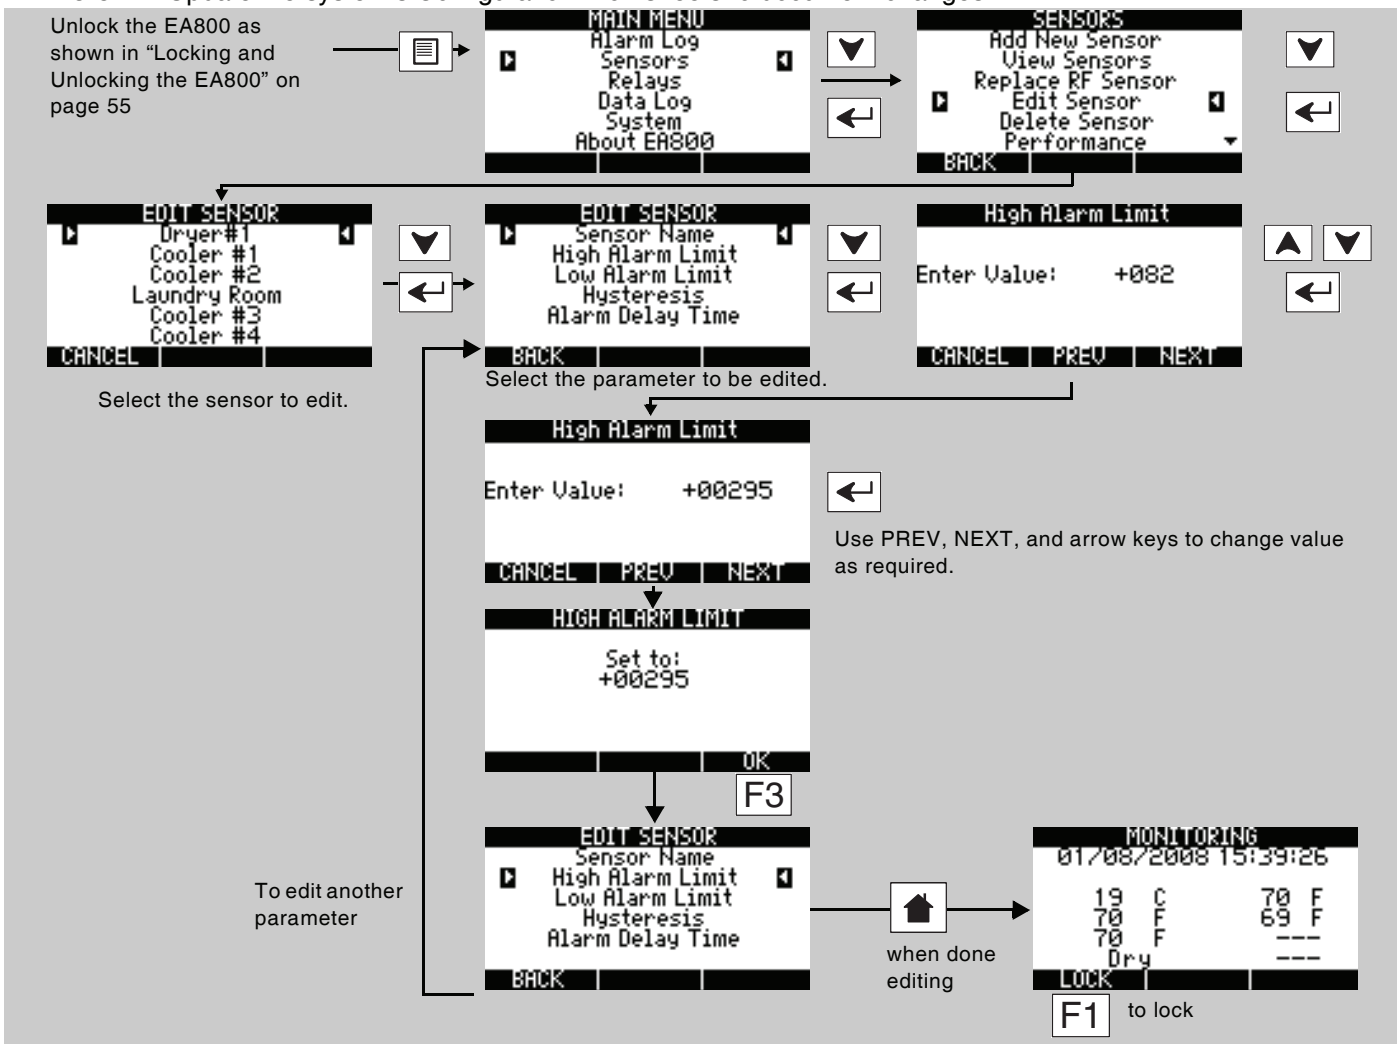 Unlock the EA800 as
shown in “Locking and
Unlocking the EA800” on
page 55
MAIN MENU
Alarm Log
Sensors
Relays
Data Log
System
About EA800
SENSORS
Add New Sensor
View Sensors
Replace RF Sensor
Edit Sensor
Delete Sensor
Performance
BACK
EDIT SENSOR
Dryer#1
Cooler #1
Cooler #2
Laundry Room
Cooler #3
Cooler #4
CANCEL
Select the sensor to edit.
EDIT SENSOR
Sensor Name
High Alarm Limit
Low Alarm Limit
Hysteresis
Alarm Delay Time
BACK
Select the parameter to be edited.
High Alarm Limit
Enter Value: +082
CANCEL PREV NEXT
High Alarm Limit
Enter Value: +00295
CANCEL PREV NEXT
Use PREV, NEXT, and arrow keys to change value
as required.
HIGH ALARM LIMIT
Set to:
+00295
OK
F3
To edit another
parameter
EDIT SENSOR
Sensor Name
High Alarm Limit
Low Alarm Limit
Hysteresis
Alarm Delay Time
BACK
when done
editing
MONITORING
01/08/2008 15:39:26
19 C 70 F
70 F 69 F
70 F ---
Dry ---
LOCK
F1 to lock